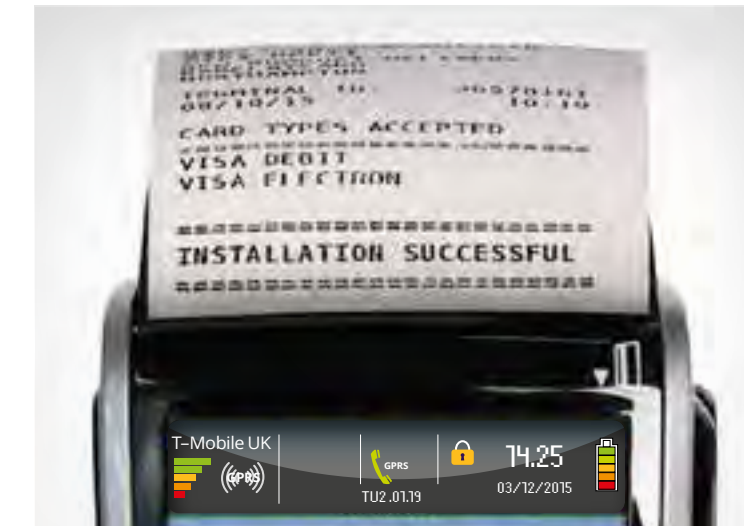 TERMINAL ID:
09/10/15 10:10
CARD TYPES ACCEPTED
VISA DEBIT
VISA ELECTRON
INSTALLATION SUCCESSFUL
T-Mobile UK
GPRS
GPRS
TU2.01.19
14.25
03/12/2015